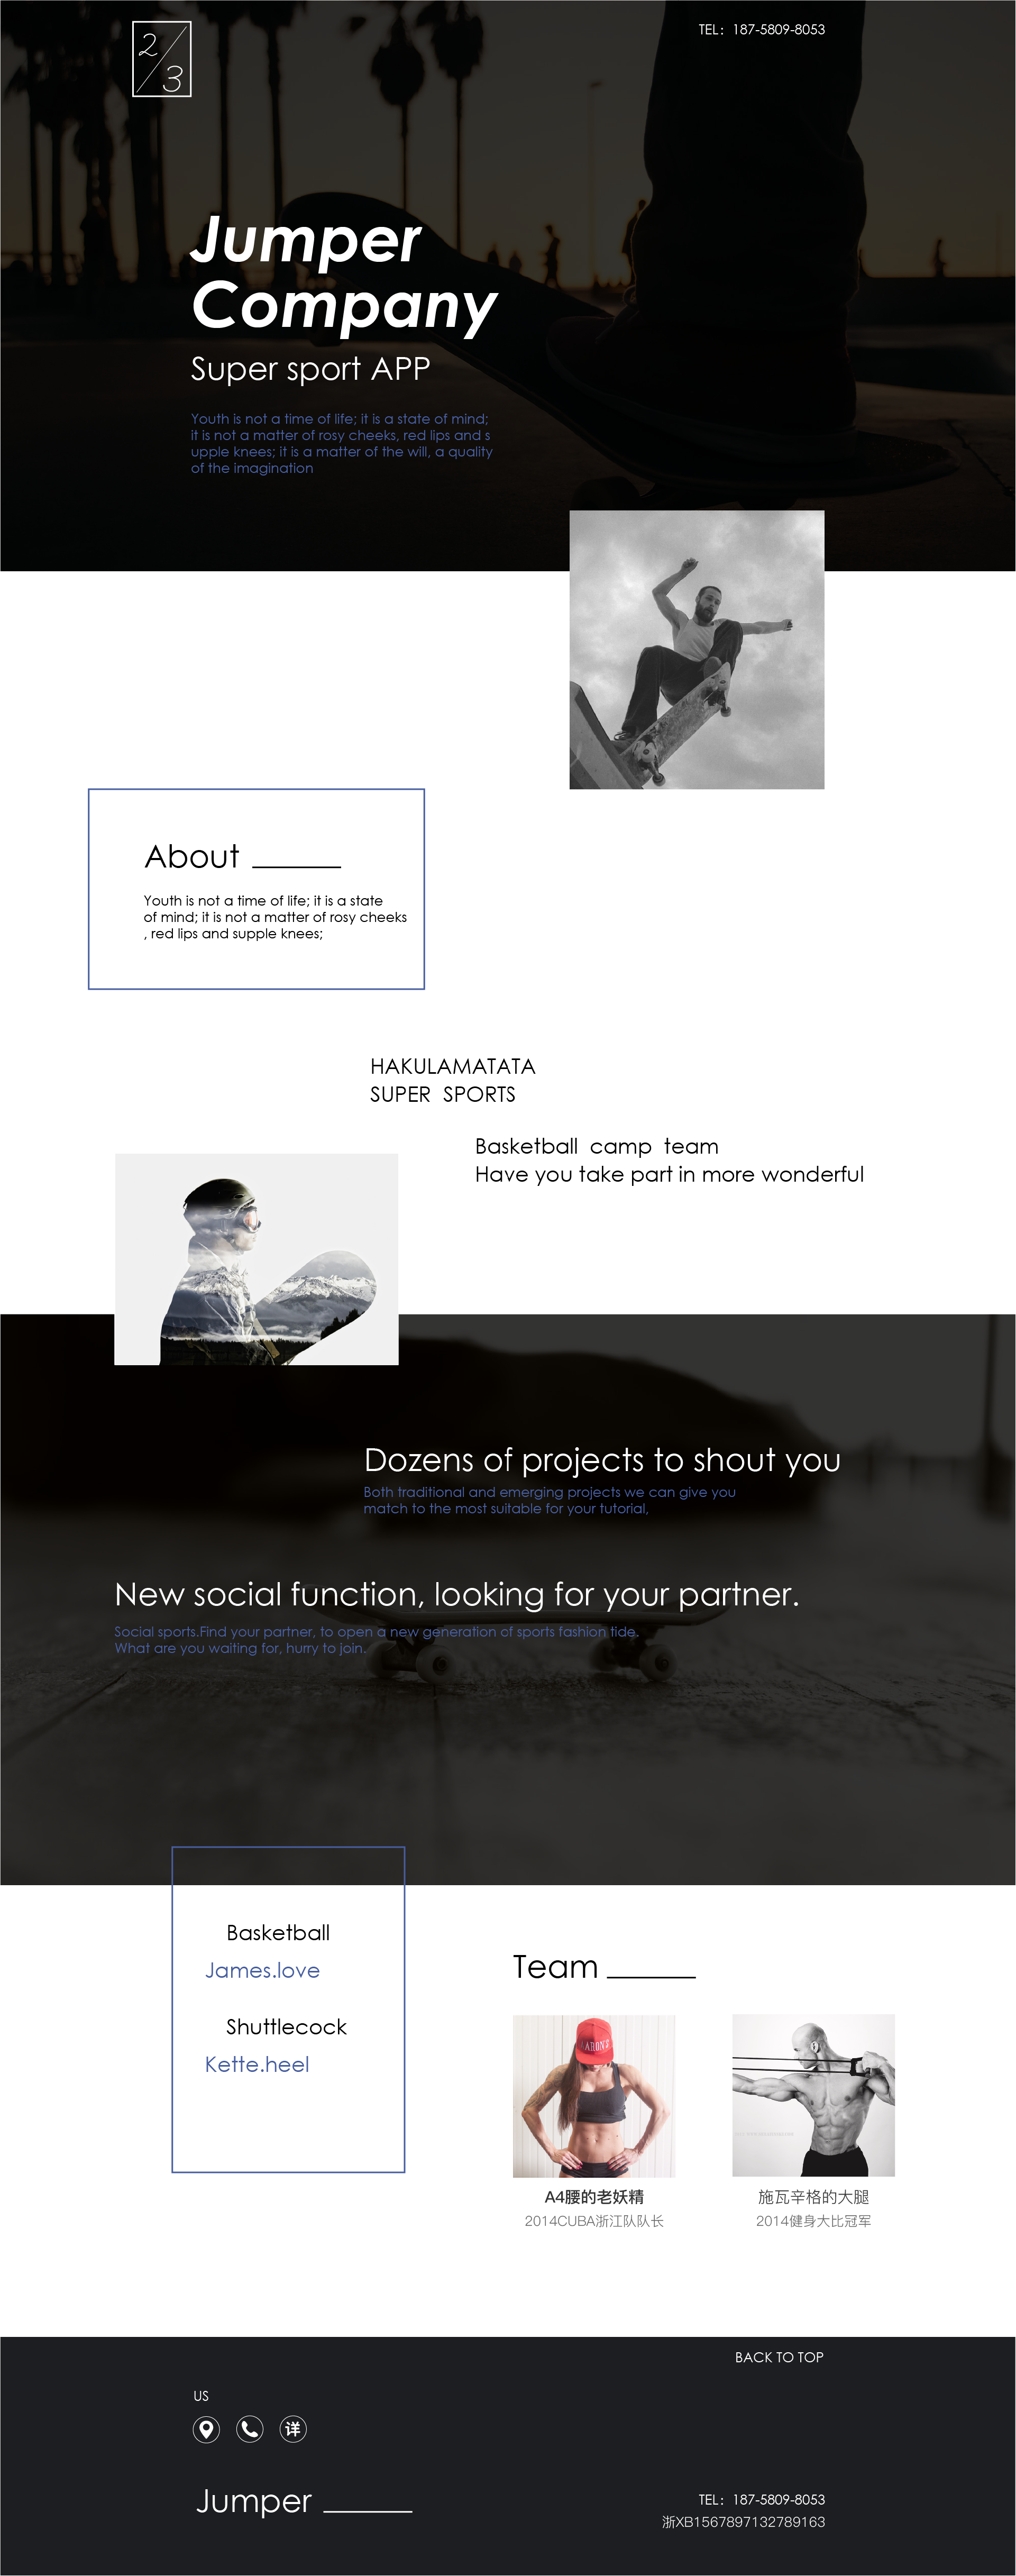 2/3
TEL: 187-5809-8053
Jumper
Company
Super sport APP
Youth is not a time of life; it is a state of mind;
it is not a matter of rosy cheeks, red lips and s
upple knees; it is a matter of the will, a quality
of the imagination
About
Youth is not a time of life; it is a state
of mind; it is not a matter of rosy cheeks
, red lips and supple knees;
HAKULAMATATA
SUPER SPORTS
Basketball camp team
Have you take part in more wonderful
Dozens of projects to shout you
Both traditional and emerging projects we can give you
match to the most suitable for your tutorial,
New social function, looking for your partner.
Social sports.Find your partner, to open a new generation of sports fashion tide.
What are you waiting for, hurry to join.
Basketball
James.love
Shuttlecock
Kette.heel
Team
A4腰的老妖精
2014CUBA浙江队队长
施瓦辛格的大腿
2014健身大比冠军
BACK TO TOP
US
详
Jumper
TEL: 187-5809-8053
浙XB1567897132789163